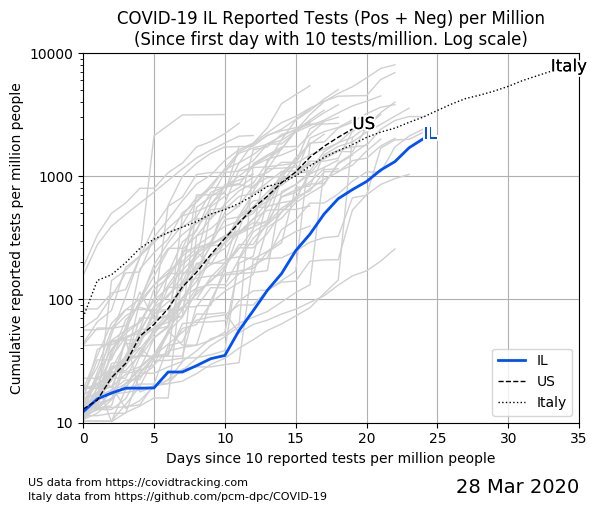 COVID-19 IL Reported Tests (Pos + Neg) per Million
(Since first day with 10 tests/million. Log scale)
Cumulative reported tests per million people
10000
1000
100
10
Italy
US
IL
IL
US
Italy
0 5 10 15 20 25 30 35
Days since 10 reported tests per million people
US data from https://covidtracking.com
Italy data from https://github.com/pcm-dpc/COVID-19
28 Mar 2020